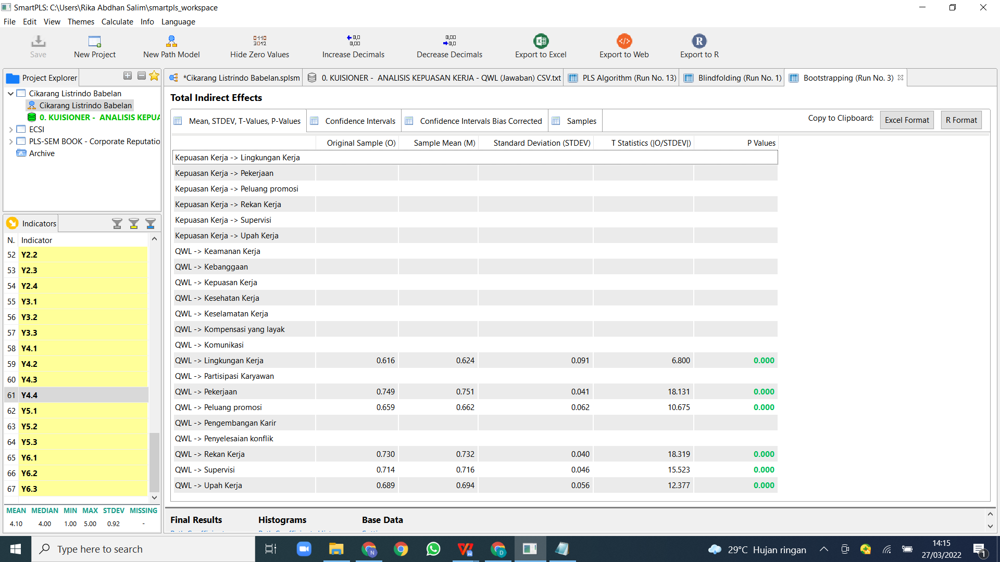 SmartPLS: C:\Users\Rika Abdhan Salim\smartpls_workspace
File Edit View Themes Calculate Info Language
Save
New Project
New Path Model
Hide Zero Values
Increase Decimals
Decrease Decimals
Export to Excel
Export to Web
Export to R
Project Explorer
Cikarang Listrindo Babelan
Cikarang Listrindo Babelan
0. KUISIONER - ANALISIS KEPUA
ECSI
PLS-SEM BOOK - Corporate Reputatio
Archive
Indicators
N. Indicator
52 Y2.2
53 Y2.3
54 Y2.4
55 Y3.1
56 Y3.2
57 Y3.3
58 Y4.1
59 Y4.2
60 Y4.3
61 Y4.4
62 Y5.1
63 Y5.2
64 Y5.3
65 Y6.1
66 Y6.2
67 Y6.3
MEAN MEDIAN MIN MAX STDEV MISSING
4.10 4.00 1.00 5.00 0.92 -
*Cikarang Listrindo Babelan.splsm
0. KUISIONER - ANALISIS KEPUASAN KERJA - QWL (Jawaban) CSV.txt
PLS Algorithm (Run No. 13)
Blindfolding (Run No. 1)
Bootstrapping (Run No. 3)
Total Indirect Effects
Mean, STDEV, T-Values, P-Values
Confidence Intervals
Confidence Intervals Bias Corrected
Samples
Copy to Clipboard: Excel Format R Format
Original Sample (O) Sample Mean (M) Standard Deviation (STDEV) T Statistics (|O/STDEV|) P Values
Kepuasan Kerja -> Lingkungan Kerja
Kepuasan Kerja -> Pekerjaan
Kepuasan Kerja -> Peluang promosi
Kepuasan Kerja -> Rekan Kerja
Kepuasan Kerja -> Supervisi
Kepuasan Kerja -> Upah Kerja
QWL -> Keamanan Kerja
QWL -> Kebanggaan
QWL -> Kepuasan Kerja
QWL -> Kesehatan Kerja
QWL -> Keselamatan Kerja
QWL -> Kompensasi yang layak
QWL -> Komunikasi
QWL -> Lingkungan Kerja 0.616 0.624 0.091 6.800 0.000
QWL -> Partisipasi Karyawan
QWL -> Pekerjaan 0.749 0.751 0.041 18.131 0.000
QWL -> Peluang promosi 0.659 0.662 0.062 10.675 0.000
QWL -> Pengembangan Karir
QWL -> Penyelesaian konflik
QWL -> Rekan Kerja 0.730 0.732 0.040 18.319 0.000
QWL -> Supervisi 0.714 0.716 0.046 15.523 0.000
QWL -> Upah Kerja 0.689 0.694 0.056 12.377 0.000
Final Results Histograms Base Data
Type here to search
29°C Hujan ringan
14:15
27/03/2022
1